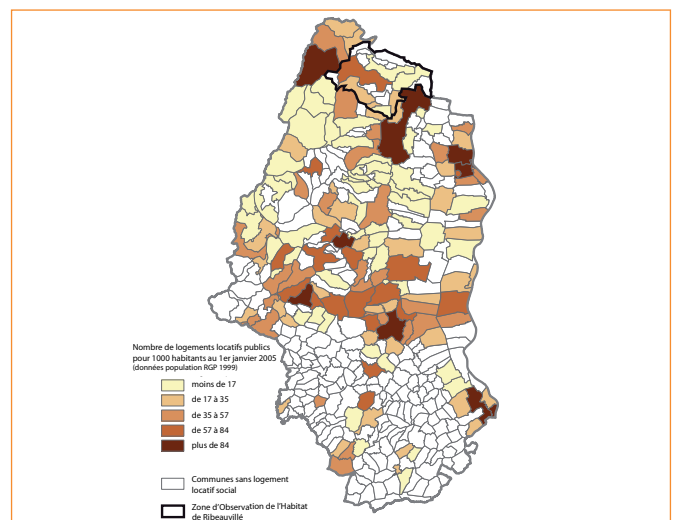 Nombre de logements locatifs publics
pour 1000 habitants au 1er janvier 2005
(données population RGP 1999)
moins de 17
de 17 à 35
de 35 à 57
de 57 à 84
plus de 84
Communes sans logement
locatif social
Zone d'Observation de l'Habitat
de Ribeauvillé